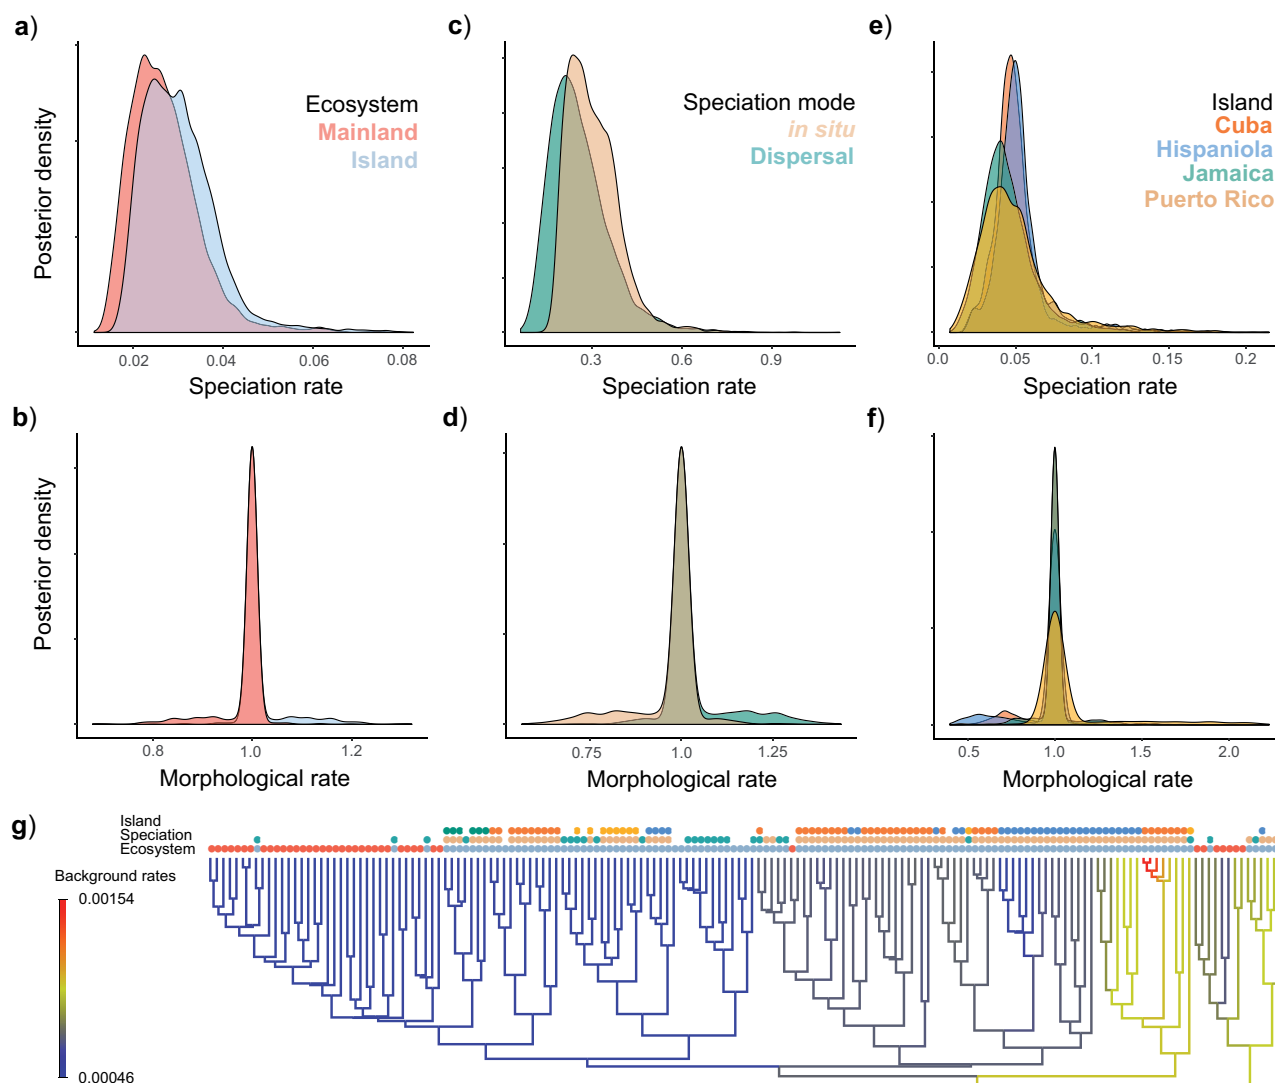 a)
Posterior density
Ecosystem
Mainland
Island
0.02 0.04 0.06 0.08
Speciation rate
c)
Speciation mode
in situ
Dispersal
0.3 0.6 0.9
Speciation rate
e)
Island
Cuba
Hispaniola
Jamaica
Puerto Rico
0.0 0.05 0.1 0.15 0.2
Speciation rate
b)
Posterior density
0.8 1.0 1.2
Morphological rate
d)
0.75 1.0 1.25
Morphological rate
f)
0.5 1.0 1.5 2.0
Morphological rate
g)
Island
Speciation
Ecosystem
Background rates
0.00154
0.00046